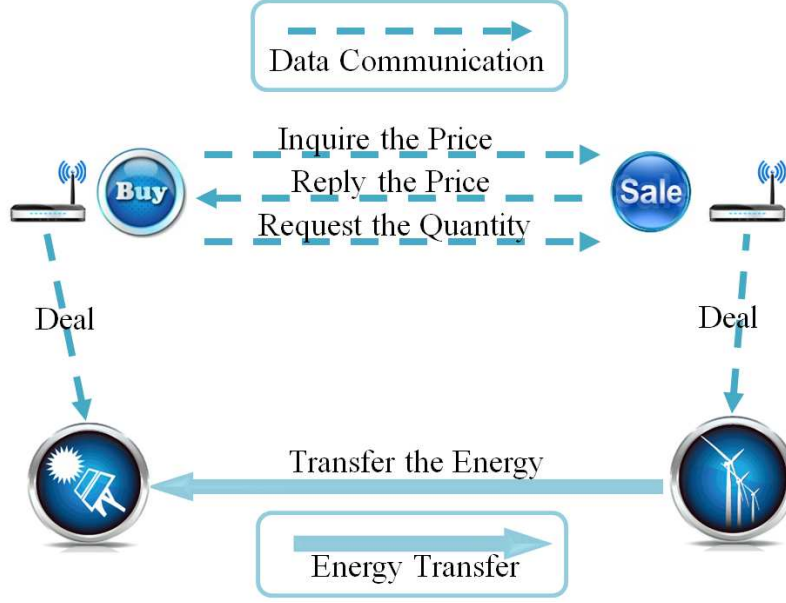 Data Communication
Inquire the Price
Buy
Reply the Price
Sale
Request the Quantity
Deal
Deal
Transfer the Energy
Energy Transfer